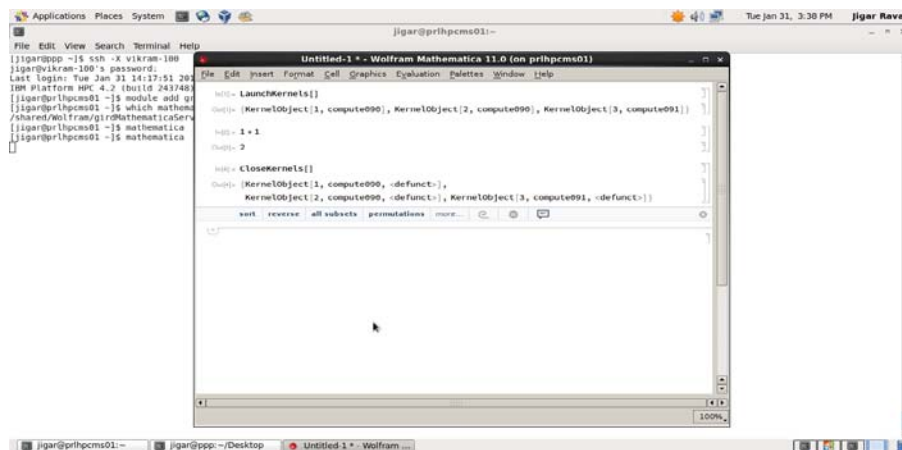 Applications Places System Tue Jan 31, 3:38 PM Jigar Rava
jigar@prlhpcms01:~
File Edit View Search Terminal Help
[jigar@ppp ~]$ ssh -X vikram-100
jigar@vikram-100's password:
Last login: Tue Jan 31 14:17:51 201
IBM Platform HPC 4.2 (build 243748)
[jigar@prlhpcms01 ~]$ module add gr
[jigar@prlhpcms01 ~]$ which mathema
/shared/Wolfram/girdMathematicaServ
[jigar@prlhpcms01 ~]$ mathematica
[jigar@prlhpcms01 ~]$ mathematica
Untitled-1 * - Wolfram Mathematica 11.0 (on prlhpcms01)
File Edit Insert Format Cell Graphics Evaluation Palettes Window Help
LaunchKernels[]
{KernelObject[1, compute090], KernelObject[2, compute090], KernelObject[3, compute091]}
1 + 1
2
CloseKernels[]
{KernelObject[1, compute090, <defunct>],
KernelObject[2, compute090, <defunct>], KernelObject[3, compute091, <defunct>]}
sort reverse all subsets permutations more...
100%
jigar@prlhpcms01:~ jigar@ppp:~/Desktop Untitled-1 * - Wolfram ...